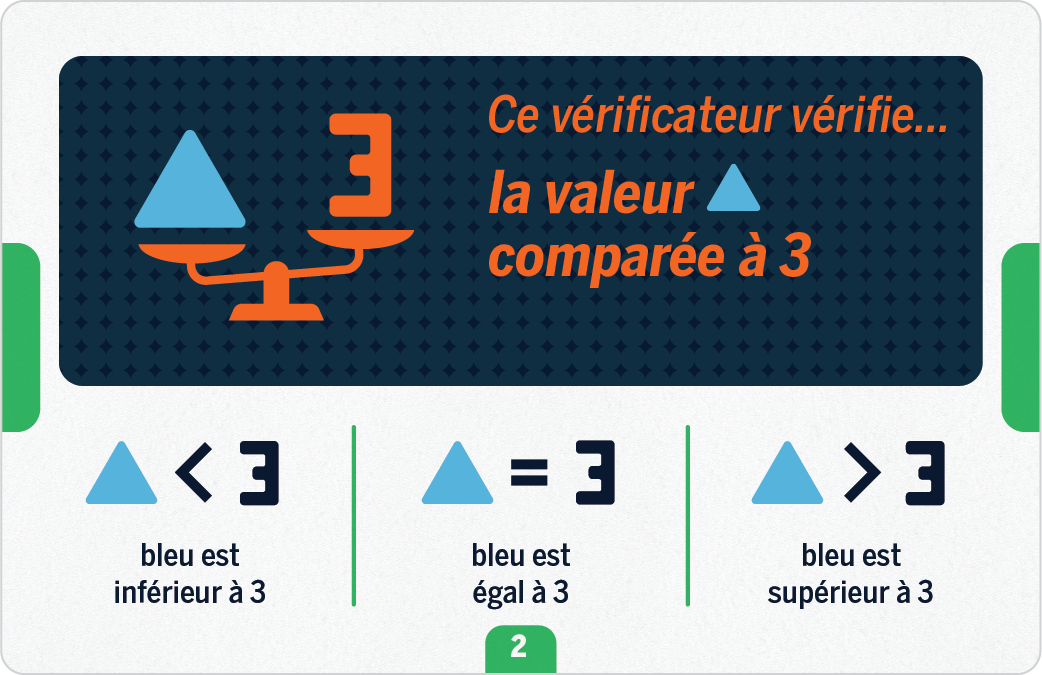 3
Ce vérificateur vérifie...
la valeur
comparée à 3
< 3
= 3
> 3
bleu est
inférieur à 3
bleu est
égal à 3
bleu est
supérieur à 3
2